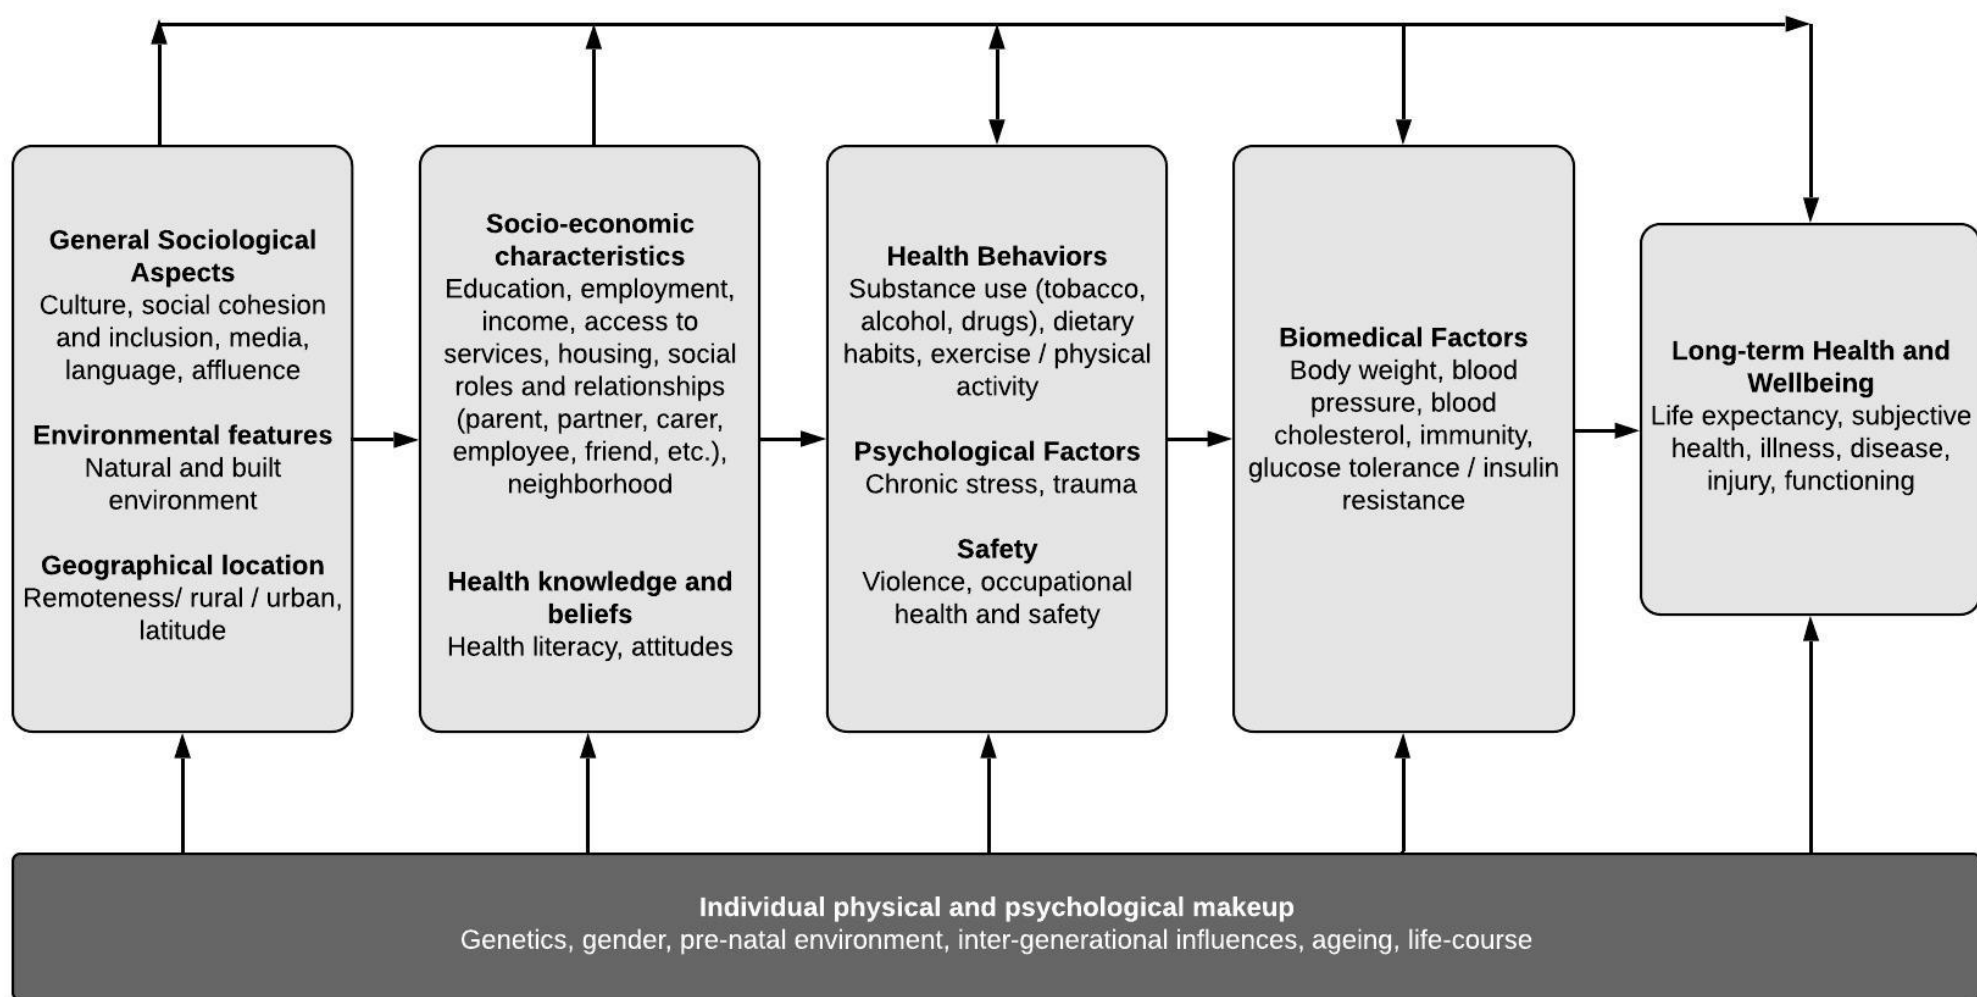 General Sociological
Aspects
Culture, social cohesion
and inclusion, media,
language, affluence
Environmental features
Natural and built
environment
Geographical location
Remoteness/ rural / urban,
latitude
Socio-economic
characteristics
Education, employment,
income, access to
services, housing, social
roles and relationships
(parent, partner, carer,
employee, friend, etc.),
neighborhood
Health knowledge and
beliefs
Health literacy, attitudes
Health Behaviors
Substance use (tobacco,
alcohol, drugs), dietary
habits, exercise / physical
activity
Psychological Factors
Chronic stress, trauma
Safety
Violence, occupational
health and safety
Biomedical Factors
Body weight, blood
pressure, blood
cholesterol, immunity,
glucose tolerance / insulin
resistance
Long-term Health and
Wellbeing
Life expectancy, subjective
health, illness, disease,
injury, functioning
Individual physical and psychological makeup
Genetics, gender, pre-natal environment, inter-generational influences, ageing, life-course